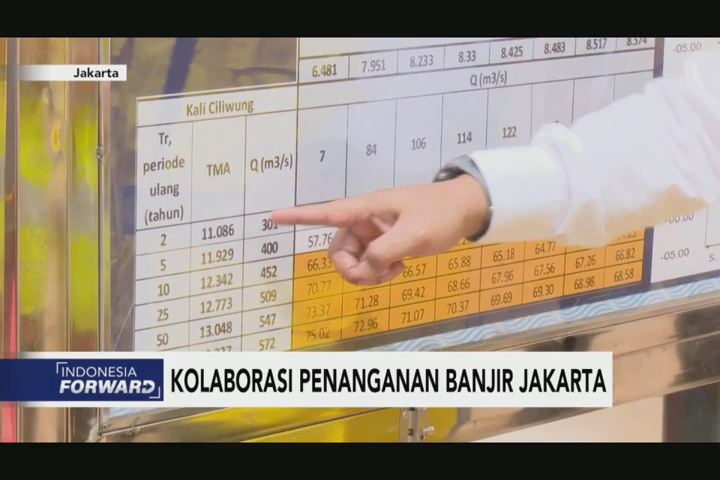 Jakarta
6.481 7.951 8.233 8.33 8.425 8.483 8.517 8.574
Kali Ciliwung Q (m3/s)
Tr, periode ulang (tahun) TMA Q (m3/s) 7 84 106 114 122
2 11.086 301 57.76
5 11.929 400 66.33 66.57 65.88 65.18 64.77
10 12.342 452 70.77 69.42 68.66 67.96 67.56 67.26 66.82
25 12.773 509 73.37 71.28 71.07 70.37 69.69 69.30 68.98 68.58
50 13.048 547 75.02 72.96
572
-05.00
-05.00
INDONESIA
FORWARD
KOLABORASI PENANGANAN BANJIR JAKARTA